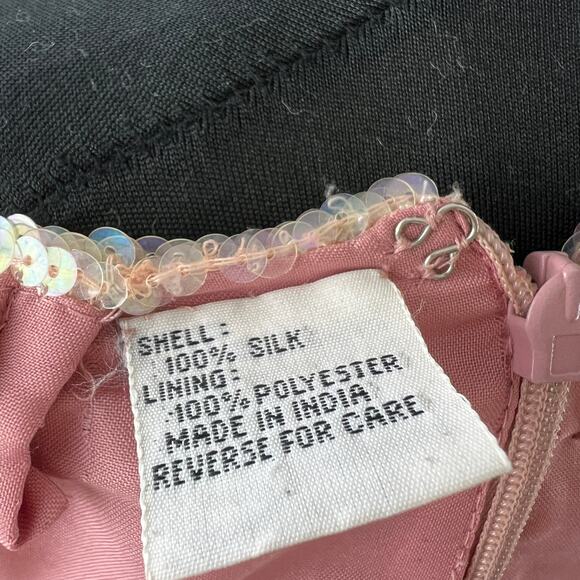 SHELL:
100% SILK
LINING:
100% POLYESTER
MADE IN INDIA
REVERSE FOR CARE